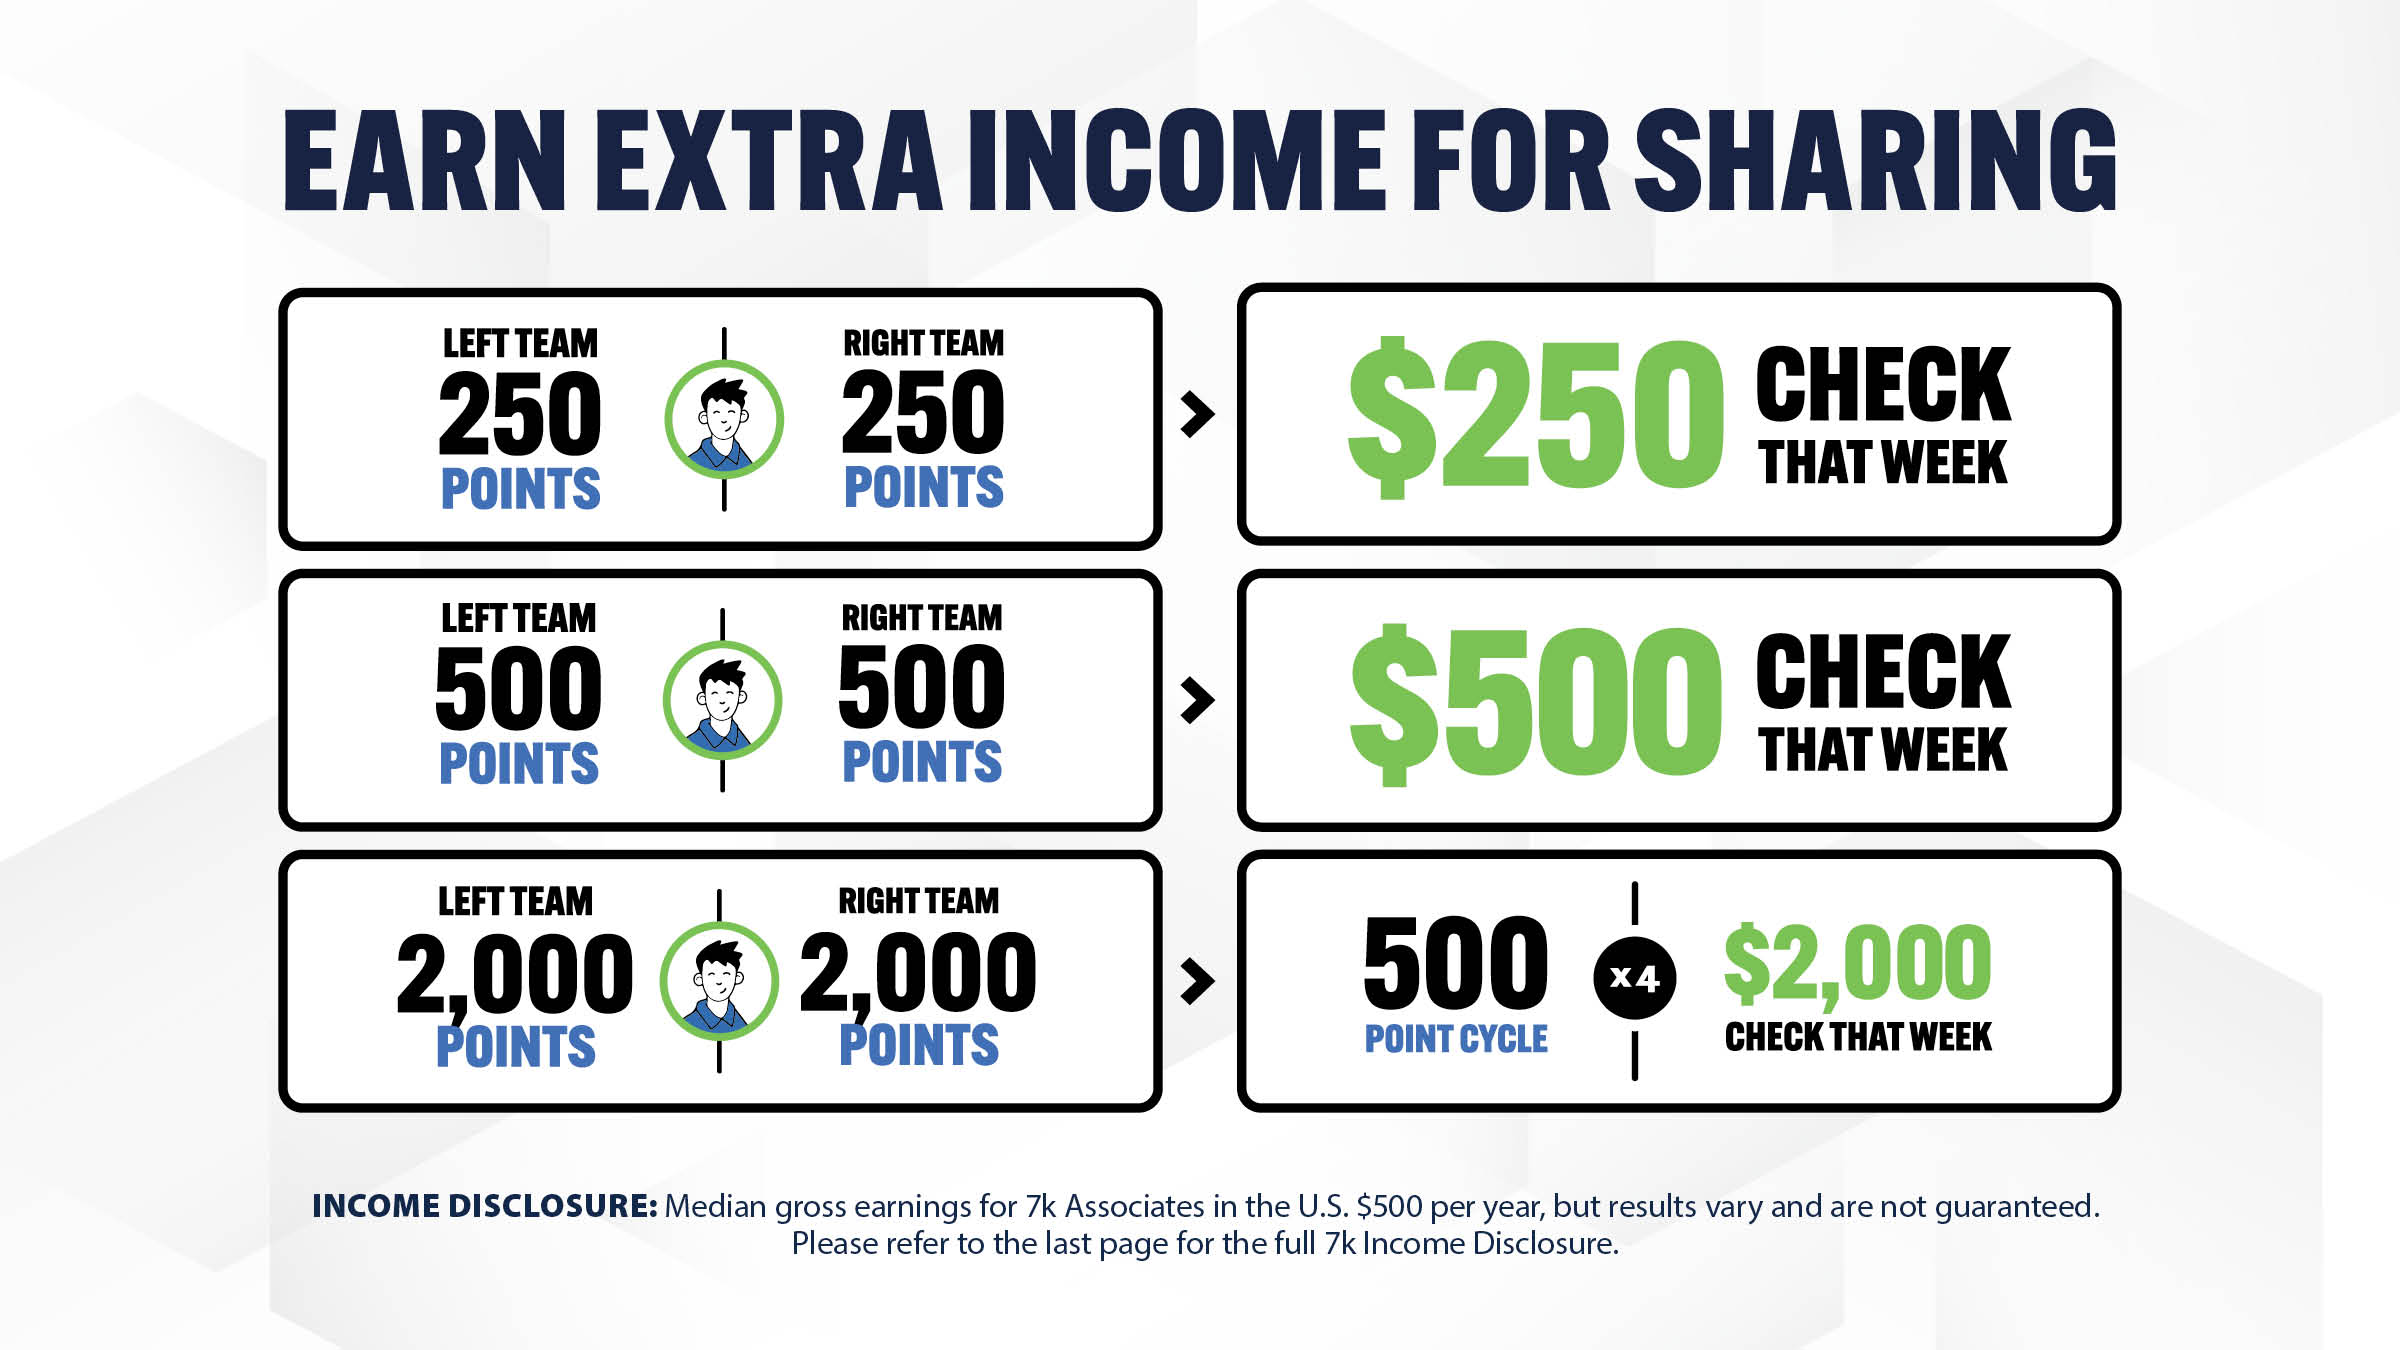 EARN EXTRA INCOME FOR SHARING
LEFT TEAM
250
POINTS
RIGHT TEAM
250
POINTS
$250 CHECK
THAT WEEK
LEFT TEAM
500
POINTS
RIGHT TEAM
500
POINTS
$500 CHECK
THAT WEEK
LEFT TEAM
2,000
POINTS
RIGHT TEAM
2,000
POINTS
500
POINT CYCLE
x4
$2,000
CHECK THAT WEEK
INCOME DISCLOSURE: Median gross earnings for 7k Associates in the U.S. $500 per year, but results vary and are not guaranteed.
Please refer to the last page for the full 7k Income Disclosure.